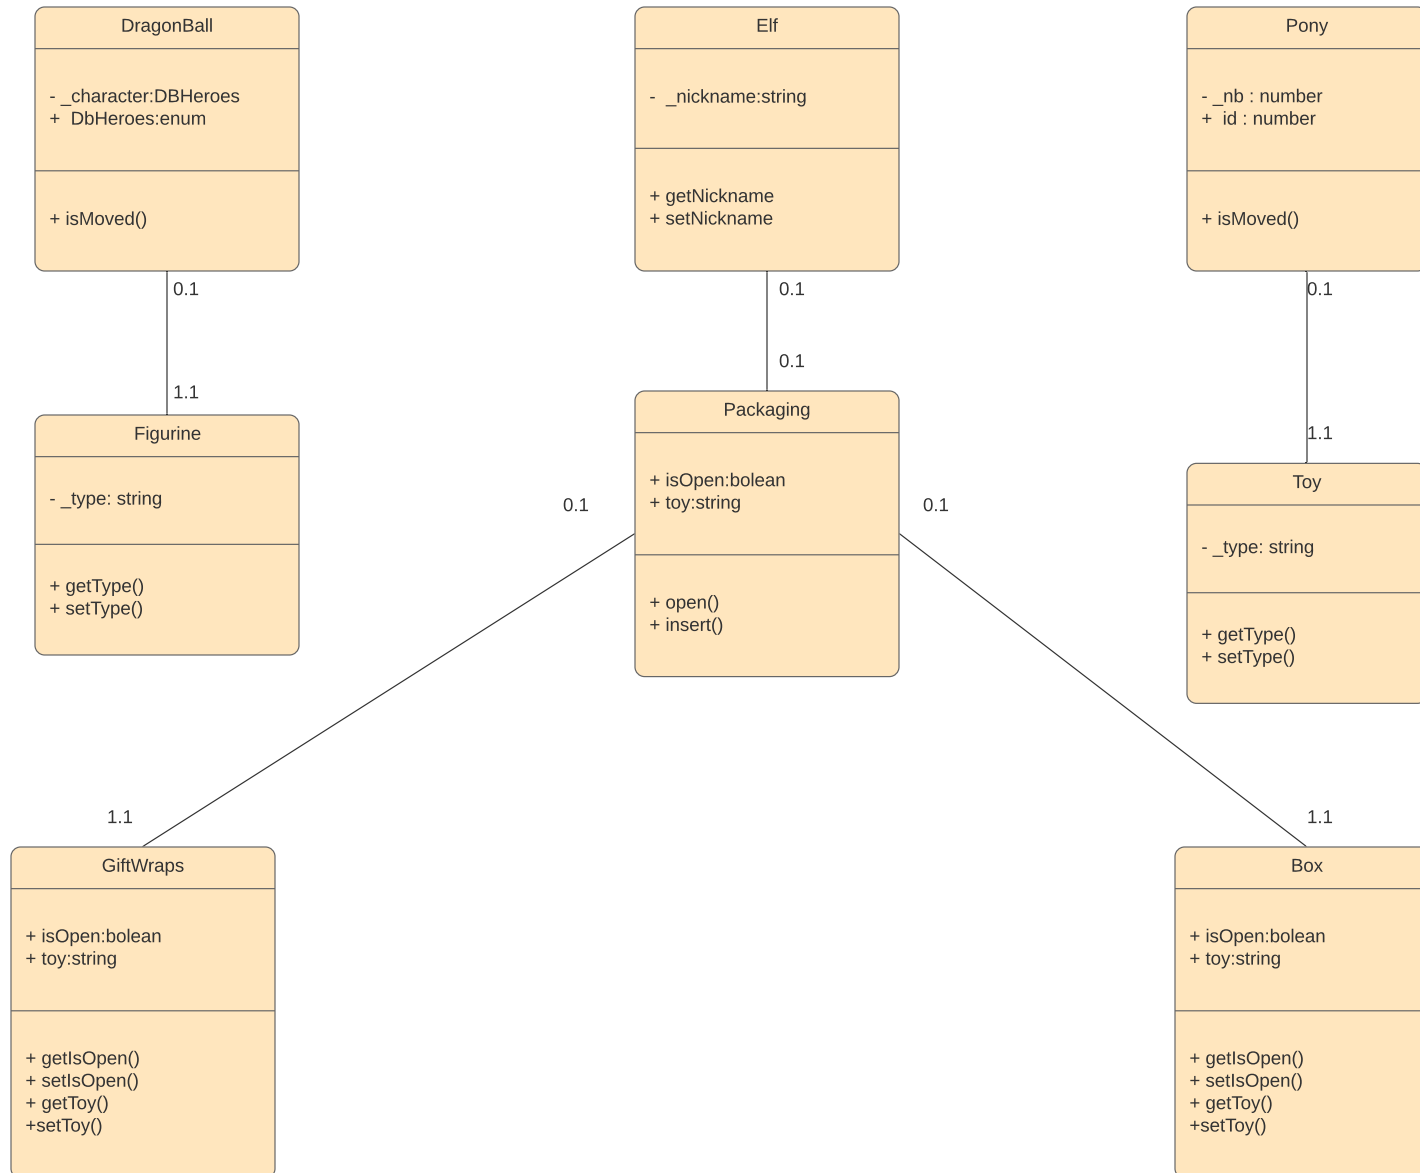 DragonBall
- _character:DBHeroes
+  DbHeroes:enum
+ isMoved()
0.1
1.1
Figurine
- _type: string
+ getType()
+ setType()
Elf
-  _nickname:string
+ getNickname
+ setNickname
0.1
0.1
Packaging
+ isOpen:bolean
+ toy:string
+ open()
+ insert()
Pony
- _nb : number
+  id : number
+ isMoved()
0.1
1.1
Toy
- _type: string
+ getType()
+ setType()
0.1
0.1
1.1
1.1
GiftWraps
+ isOpen:bolean
+ toy:string
+ getIsOpen()
+ setIsOpen()
+ getToy()
+setToy()
Box
+ isOpen:bolean
+ toy:string
+ getIsOpen()
+ setIsOpen()
+ getToy()
+setToy()